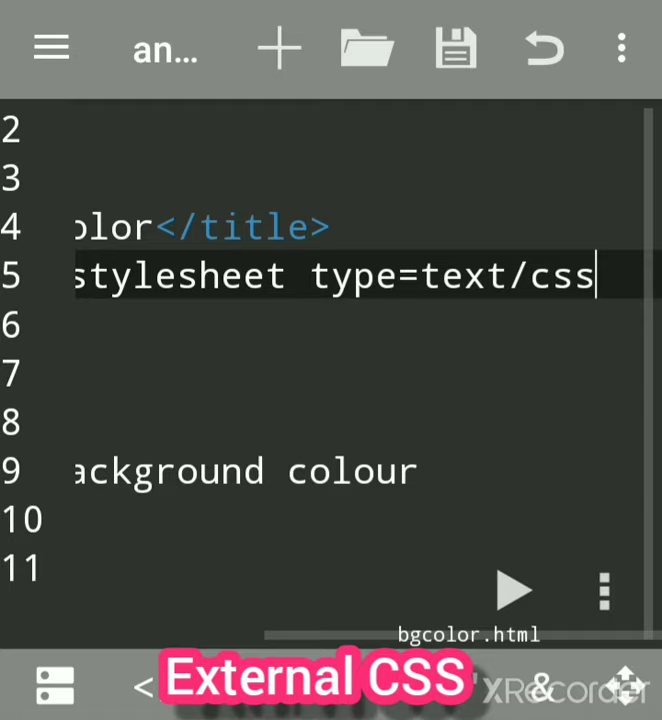 an...
2
3
4 olor</title>
5 stylesheet type=text/css
6
7
8
9 ackground colour
10
11
bgcolor.html
< External CSS &
XRecorder